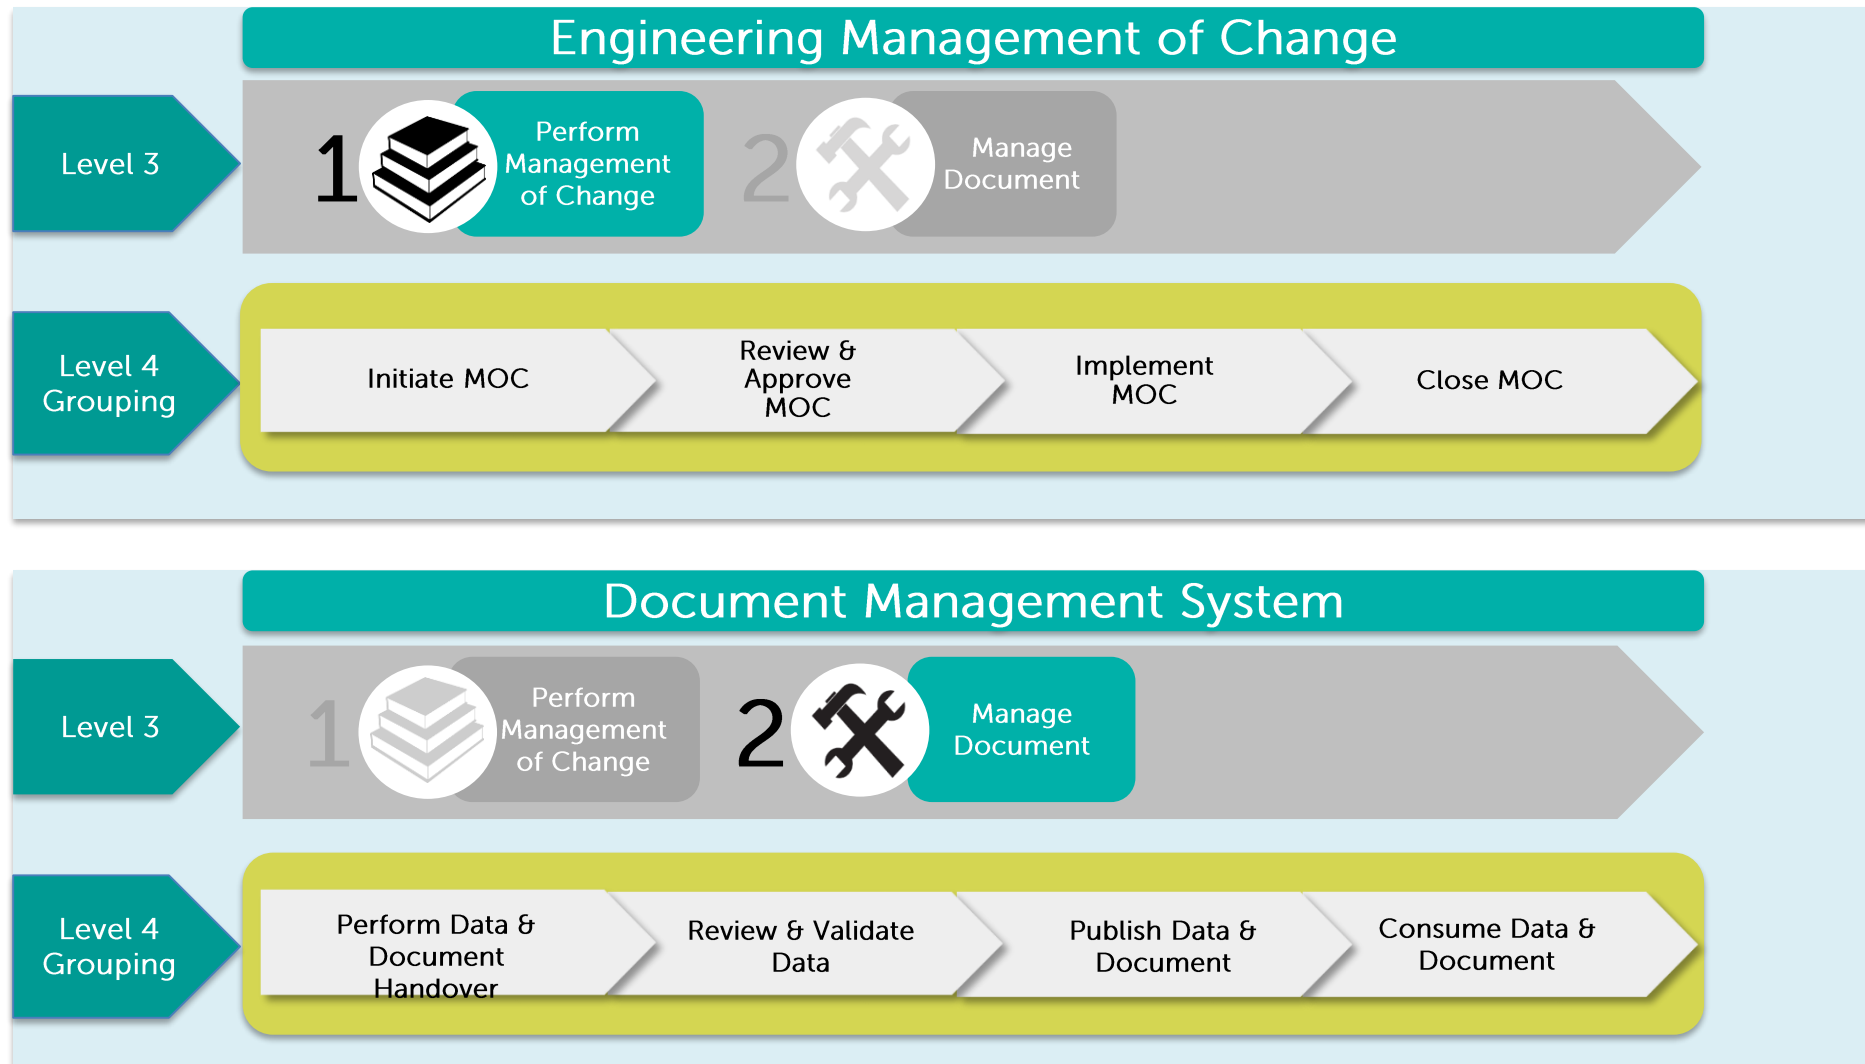 Engineering Management of Change
Level 3
1
Perform
Management
of Change
2
Manage
Document
Level 4
Grouping
Initiate MOC
Review &
Approve
MOC
Implement
MOC
Close MOC
Document Management System
Level 3
1
Perform
Management
of Change
2
Manage
Document
Level 4
Grouping
Perform Data &
Document
Handover
Review & Validate
Data
Publish Data &
Document
Consume Data &
Document